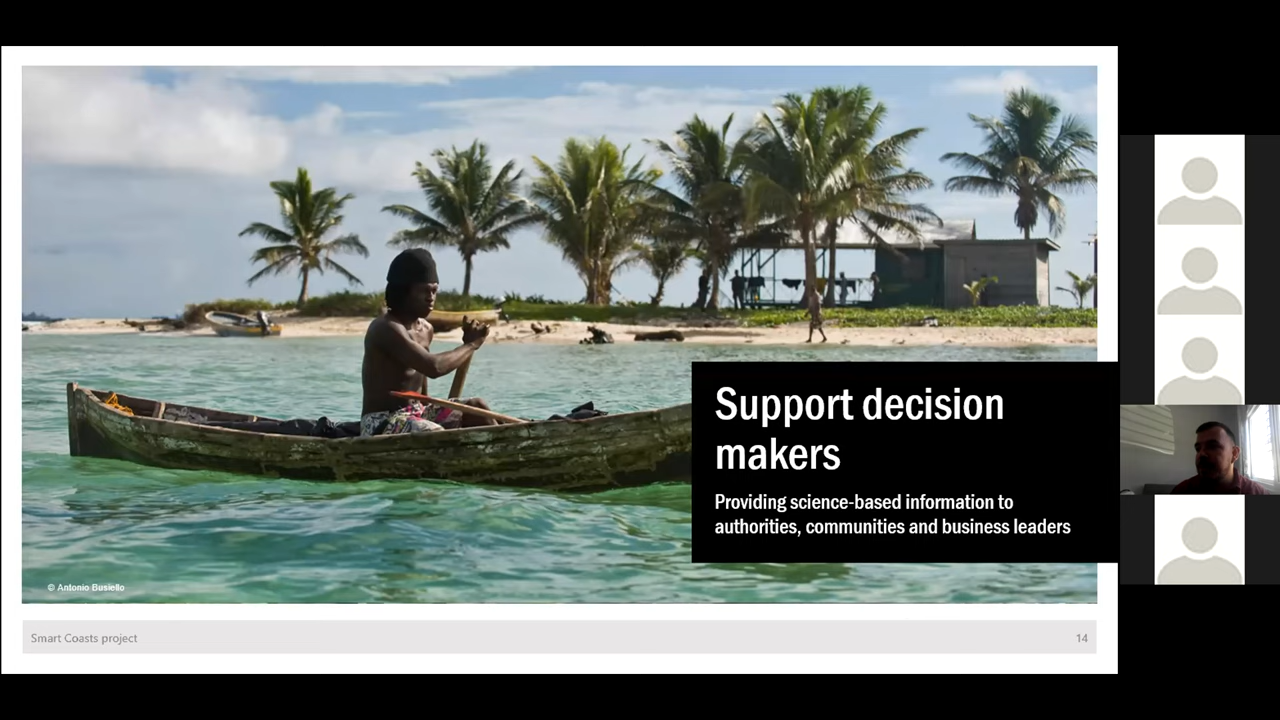 Support decision
makers
Providing science-based information to
authorities, communities and business leaders
© Antonio Busiello
Smart Coasts project
14